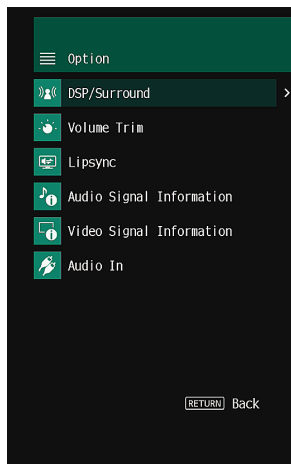 Option
DSP/Surround
Volume Trim
Lipsync
Audio Signal Information
Video Signal Information
Audio In
RETURN Back